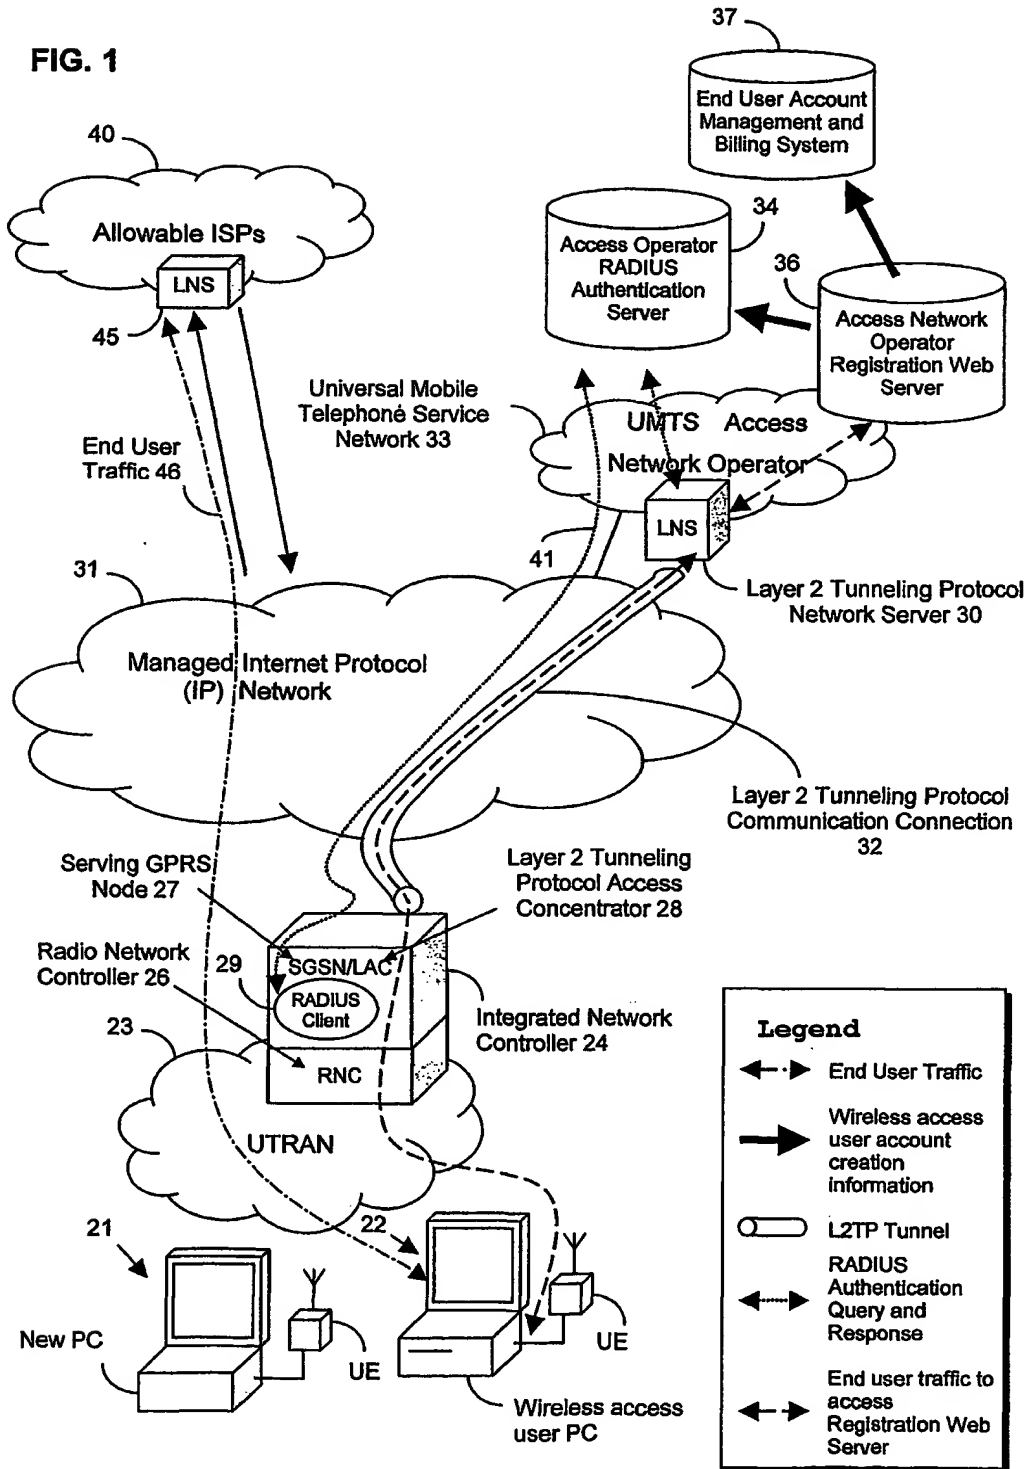 FIG. 1
37
End User Account
Management and
Billing System
40
Allowable ISPs
LNS
45
34
Access Operator
RADIUS
Authentication
Server
36
Access Network
Operator
Registration Web
Server
Universal Mobile
Telephoné Service
Network 33
UMTS Access
Network Operator
LNS
End User
Traffic 46
41
31
Layer 2 Tunneling Protocol
Network Server 30
Managed Internet Protocol
(IP) Network
Layer 2 Tunneling Protocol
Communication Connection
32
Serving GPRS
Node 27
Layer 2 Tunneling
Protocol Access
Concentrator 28
Radio Network
Controller 26
29
SGSN/LAC
RADIUS
Client
RNC
Integrated Network
Controller 24
23
UTRAN
21
22
New PC
UE
UE
Wireless access
user PC
Legend
End User Traffic
Wireless access
user account
creation
information
L2TP Tunnel
RADIUS
Authentication
Query and
Response
End user traffic to
access
Registration Web
Server